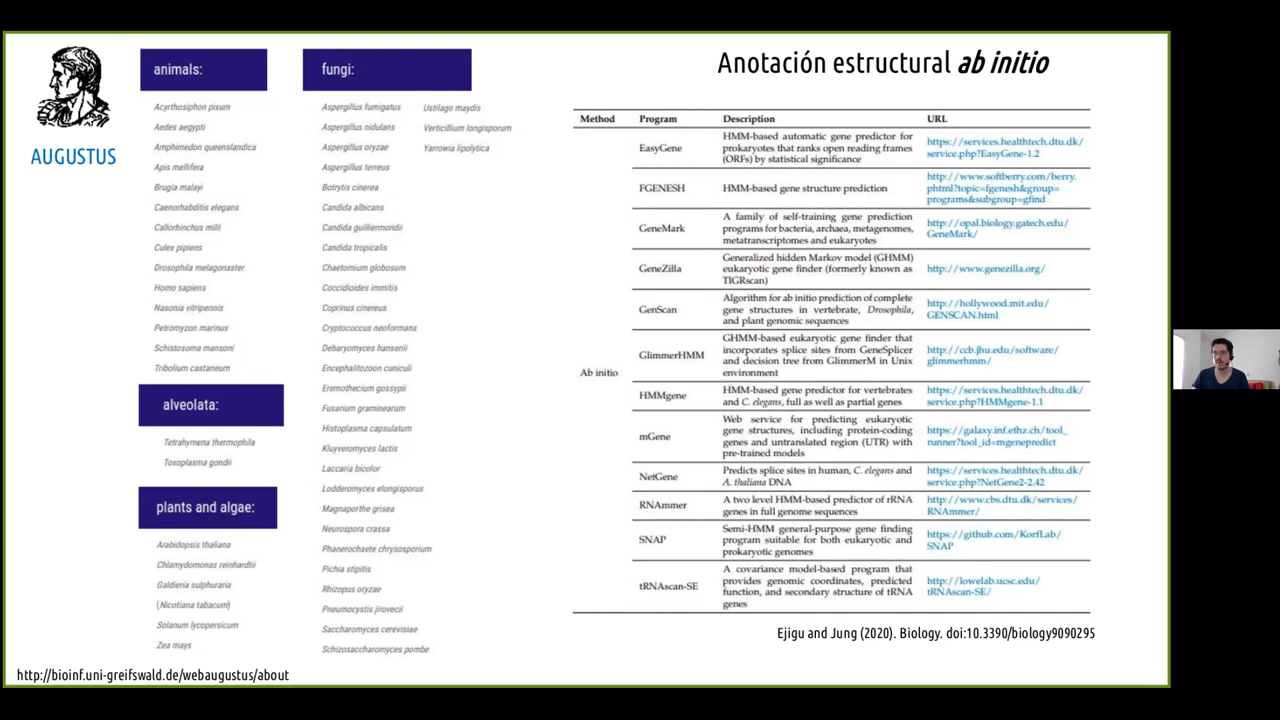 AUGUSTUS
animals:
Acyrthosiphon pisum
Aedes aegypti
Amphimedon queenslandica
Apis mellifera
Brugia malayi
Caenorhabditis elegans
Callorhinchus milii
Culex pipiens
Drosophila melagonaster
Homo sapiens
Nasonia vitripennis
Petromyzon marinus
Schistosoma mansoni
Tribolium castaneum
alveolata:
Tetrahymena thermophila
Toxoplasma gondii
plants and algae:
Arabidopsis thaliana
Chlamydomonas reinhardtii
Galdieria sulphuraria
(Nicotiana tabacum)
Solanum lycopersicum
Zea mays
fungi:
Aspergillus fumigatus
Aspergillus nidulans
Aspergillus oryzae
Aspergillus terreus
Botrytis cinerea
Candida albicans
Candida guilliermondii
Candida tropicalis
Chaetomium globosum
Coccidioides immitis
Coprinus cinereus
Cryptococcus neoformans
Debaryomyces hansenii
Encephalitozoon cuniculi
Eremothecium gossypii
Fusarium graminearum
Histoplasma capsulatum
Kluyveromyces lactis
Laccaria bicolor
Lodderomyces elongisporus
Magnaporthe grisea
Neurospora crassa
Phanerochaete chrysosporium
Pichia stipitis
Rhizopus oryzae
Pneumocystis jirovecii
Saccharomyces cerevisiae
Schizosaccharomyces pombe
Ustilago maydis
Verticillium longisporum
Yarrowia lipolytica
http://bioinf.uni-greifswald.de/webaugustus/about
Anotación estructural ab initio
Method Program Description URL
Ab initio
EasyGene
HMM-based automatic gene predictor for
prokaryotes that ranks open reading frames
(ORFs) by statistical significance
https://services.healthtech.dtu.dk/
service.php?EasyGene-1.2
FGENESH
HMM-based gene structure prediction
http://www.softberry.com/berry.
phtml?topic=fgenesh&group=
programs&subgroup=gfind
GeneMark
A family of self-training gene prediction
programs for bacteria, archaea, metagenomes,
metatranscriptomes and eukaryotes
http://opal.biology.gatech.edu/
GeneMark/
GeneZilla
Generalized hidden Markov model (GHMM)
eukaryotic gene finder (formerly known as
TIGRscan)
http://www.genezilla.org/
GenScan
Algorithm for ab initio prediction of complete
gene structures in vertebrate, Drosophila,
and plant genomic sequences
http://hollywood.mit.edu/
GENSCAN.html
GlimmerHMM
GHMM-based eukaryotic gene finder that
incorporates splice sites from GeneSplicer
and decision tree from GlimmerM in Unix
environment
http://ccb.jhu.edu/software/
glimmerhmm/
HMMgene
HMM-based gene predictor for vertebrates
and C. elegans, full as well as partial genes
https://services.healthtech.dtu.dk/
service.php?HMMgene-1.1
mGene
Web service for predicting eukaryotic
gene structures, including protein-coding
genes and untranslated region (UTR) with
pre-trained models
https://galaxy.inf.ethz.ch/tool_
runner?tool_id=mgenepredict
NetGene
Predicts splice sites in human, C. elegans and
A. thaliana DNA
https://services.healthtech.dtu.dk/
service.php?NetGene2-2.42
RNAmmer
A two level HMM-based predictor of rRNA
genes in full genome sequences
http://www.cbs.dtu.dk/services/
RNAmmer/
SNAP
Semi-HMM general-purpose gene finding
program suitable for both eukaryotic and
prokaryotic genomes
https://github.com/KorfLab/
SNAP
tRNAscan-SE
A covariance model-based program that
provides genomic coordinates, predicted
function, and secondary structure of tRNA
genes
http://lowelab.ucsc.edu/
tRNAscan-SE/
Ejigu and Jung (2020). Biology. doi:10.3390/biology9090295